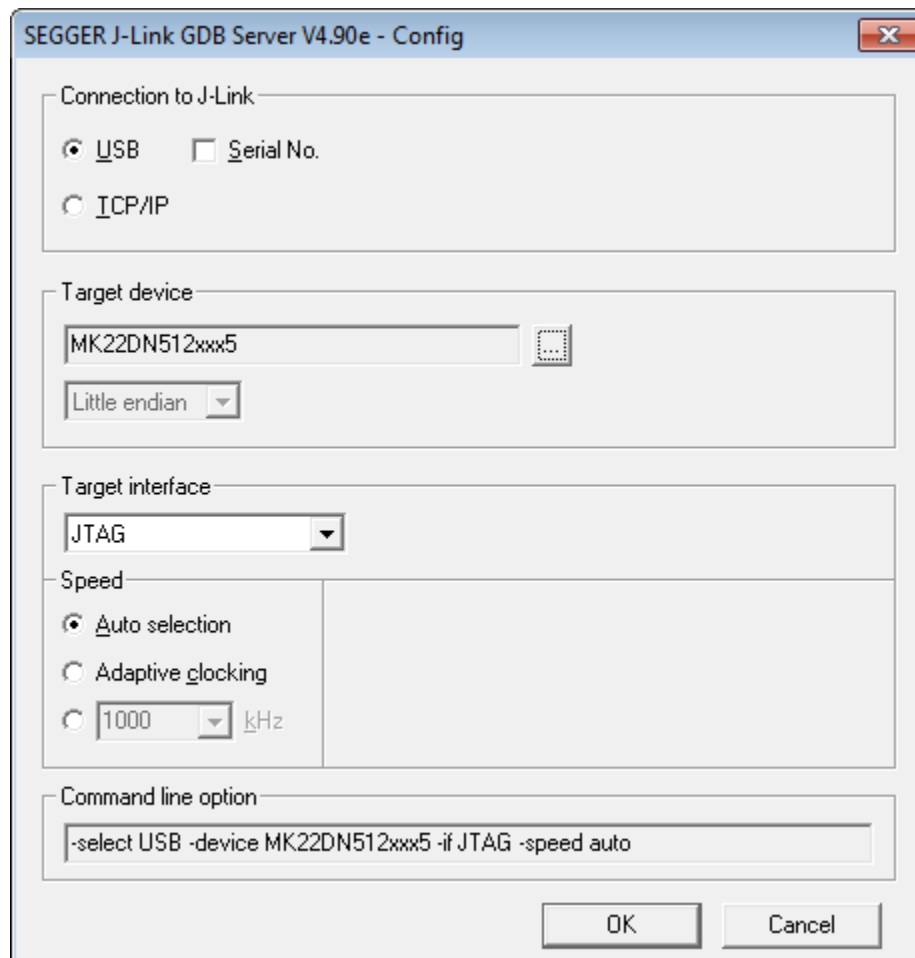 SEGGER J-Link GDB Server V4.90e - Config
Connection to J-Link
USB Serial No.
TCP/IP
Target device
MK22DN512xxx5 ...
Little endian
Target interface
JTAG
Speed
Auto selection
Adaptive clocking
1000 kHz
Command line option
-select USB -device MK22DN512xxx5 -if JTAG -speed auto
OK Cancel